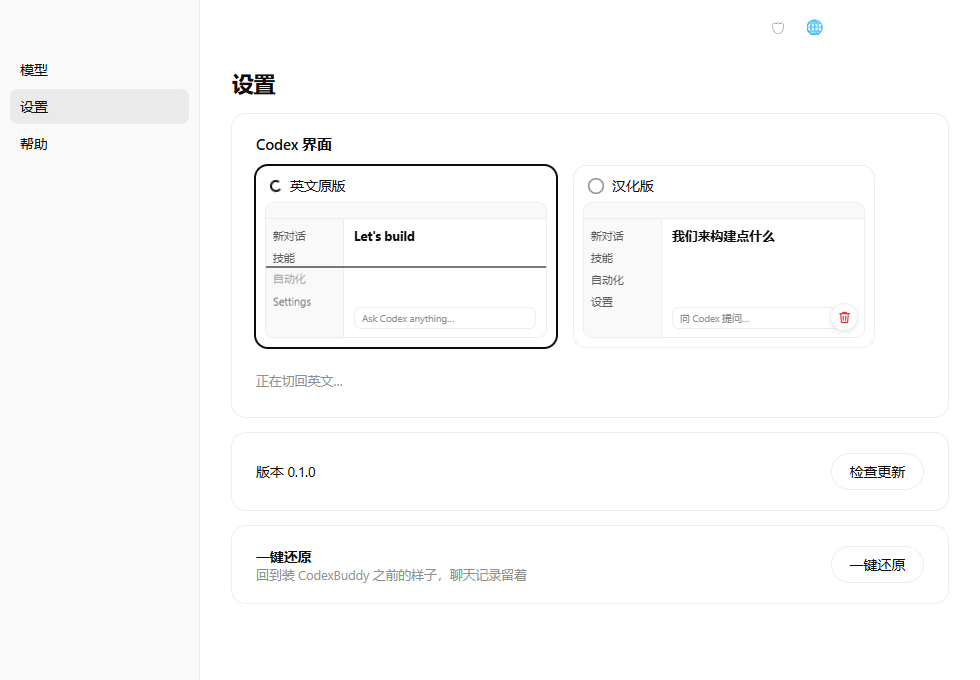 模型
设置
帮助
设置
Codex 界面
英文原版
新对话
技能
自动化
Settings
Let's build
Ask Codex anything...
汉化版
新对话
技能
自动化
设置
我们来构建点什么
向 Codex 提问...
正在切回英文...
版本 0.1.0
检查更新
一键还原
回到装 CodexBuddy 之前的样子，聊天记录留着
一键还原